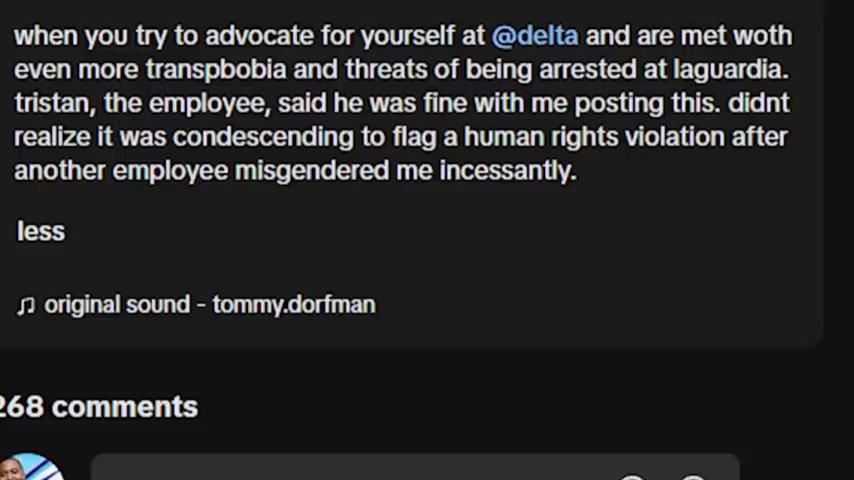 when you try to advocate for yourself at @delta and are met woth
even more transpbobia and threats of being arrested at laguardia.
tristan, the employee, said he was fine with me posting this. didnt
realize it was condescending to flag a human rights violation after
another employee misgendered me incessantly.
less
♫ original sound - tommy.dorfman
268 comments